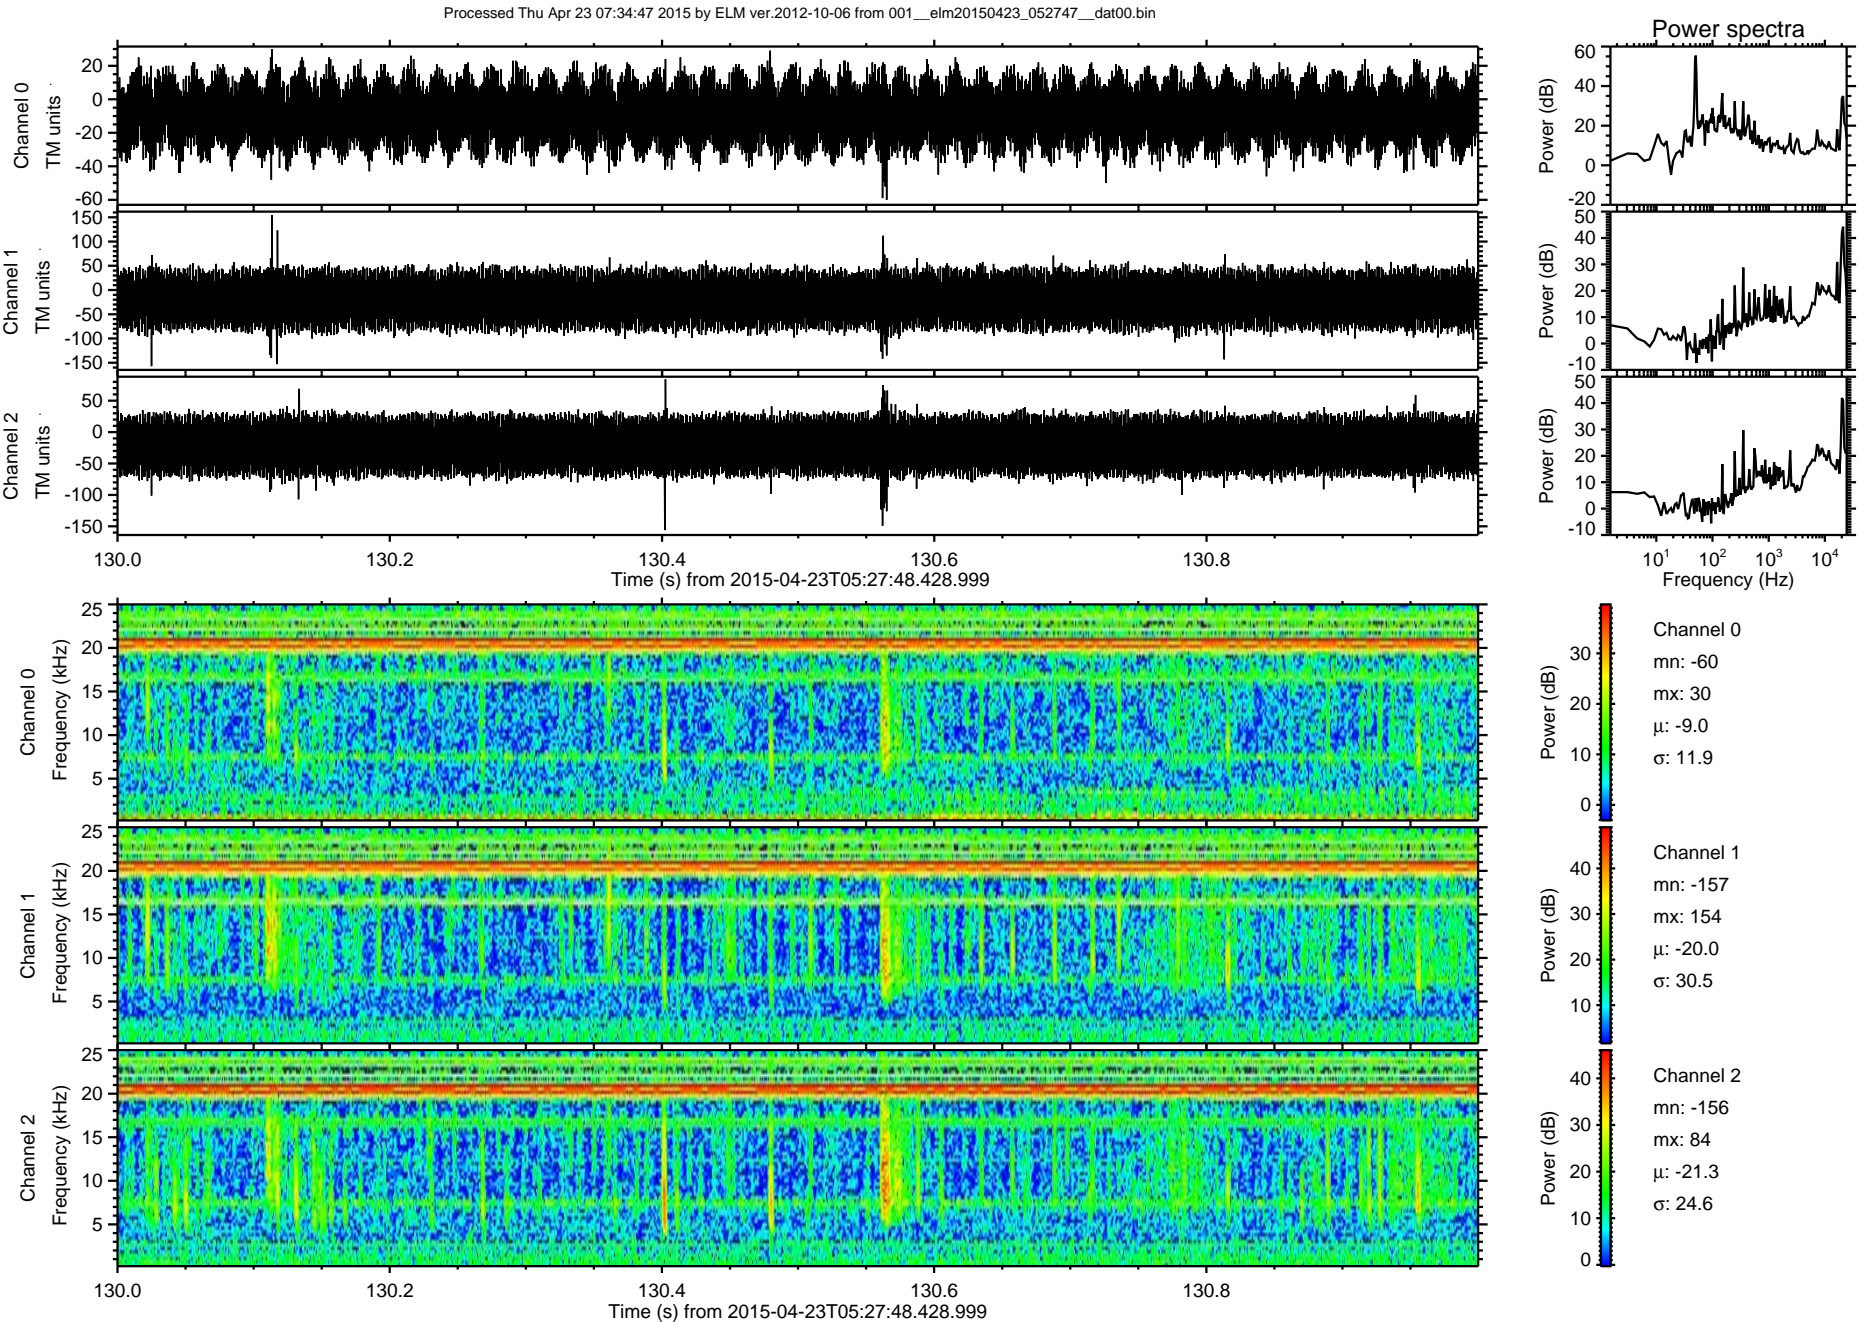 Processed Thu Apr 23 07:34:47 2015 by ELM ver.2012-10-06 from 001__elm20150423_052747__dat00.bin
Power spectra
Channel 0
TM units
20
0
-20
-40
-60
Power (dB)
60
40
20
0
-20
Channel 1
TM units
150
100
50
0
-50
-100
-150
Power (dB)
50
40
30
20
10
0
-10
Channel 2
TM units
50
0
-50
-100
-150
Power (dB)
50
40
30
20
10
0
-10
130.0 130.2 130.4 130.6 130.8
Time (s) from 2015-04-23T05:27:48.428.999
10¹ 10² 10³ 10⁴
Frequency (Hz)
Channel 0
Frequency (kHz)
25
20
15
10
5
Power (dB)
30
20
10
0
Channel 0
mn: -60
mx: 30
μ: -9.0
σ: 11.9
Channel 1
Frequency (kHz)
25
20
15
10
5
Power (dB)
40
30
20
10
Channel 1
mn: -157
mx: 154
μ: -20.0
σ: 30.5
Channel 2
Frequency (kHz)
25
20
15
10
5
Power (dB)
40
30
20
10
0
Channel 2
mn: -156
mx: 84
μ: -21.3
σ: 24.6
130.0 130.2 130.4 130.6 130.8
Time (s) from 2015-04-23T05:27:48.428.999